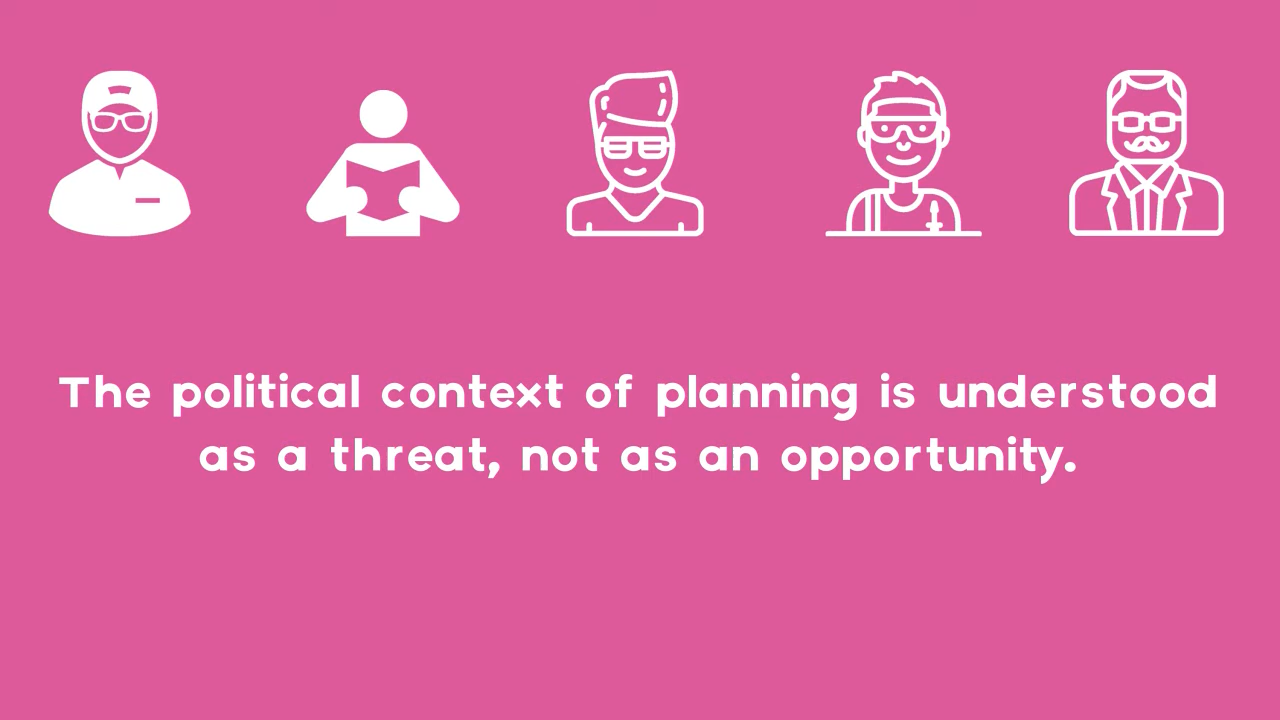 The political context of planning is understood
as a threat, not as an opportunity.